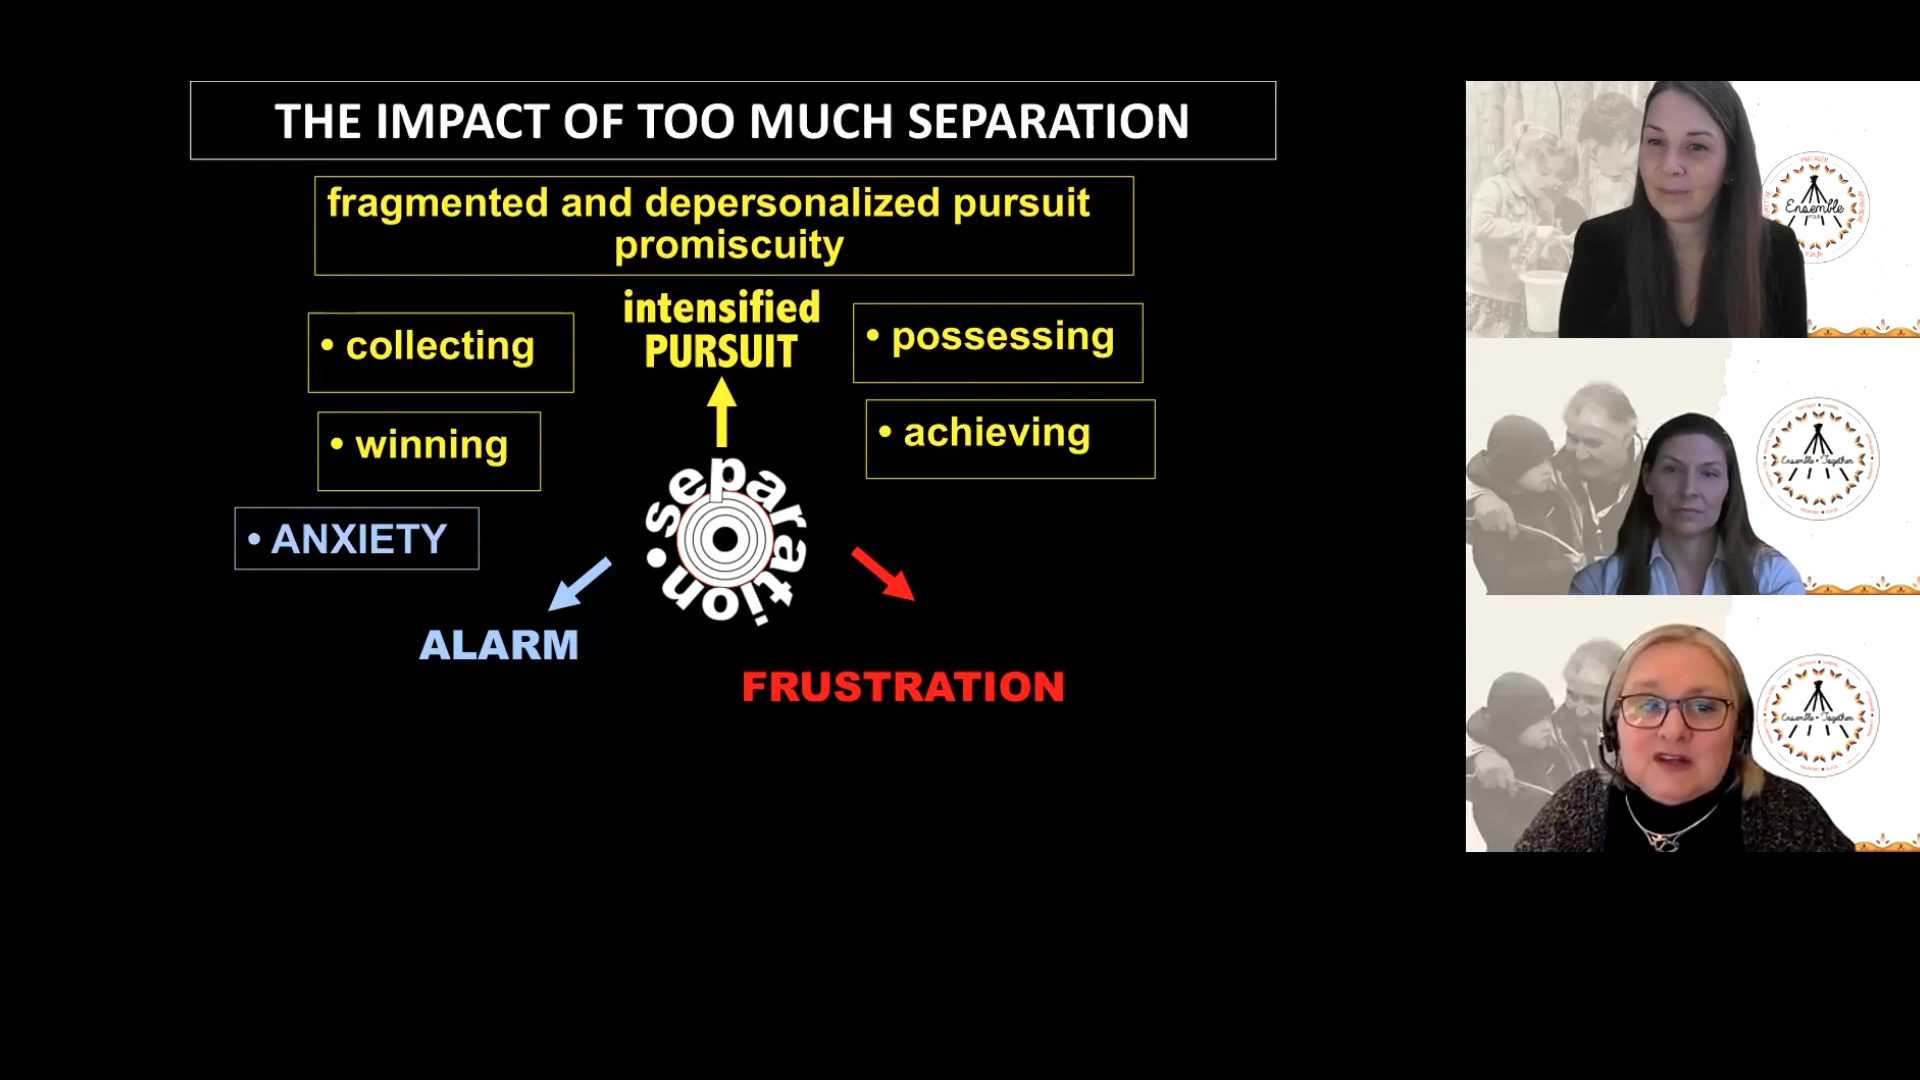 THE IMPACT OF TOO MUCH SEPARATION
fragmented and depersonalized pursuit
promiscuity
intensified
PURSUIT
• collecting
• possessing
• winning
• achieving
separation
• ANXIETY
ALARM
FRUSTRATION
PARTAGER
Ensemble
Ensemble • Together
Ensemble • Together